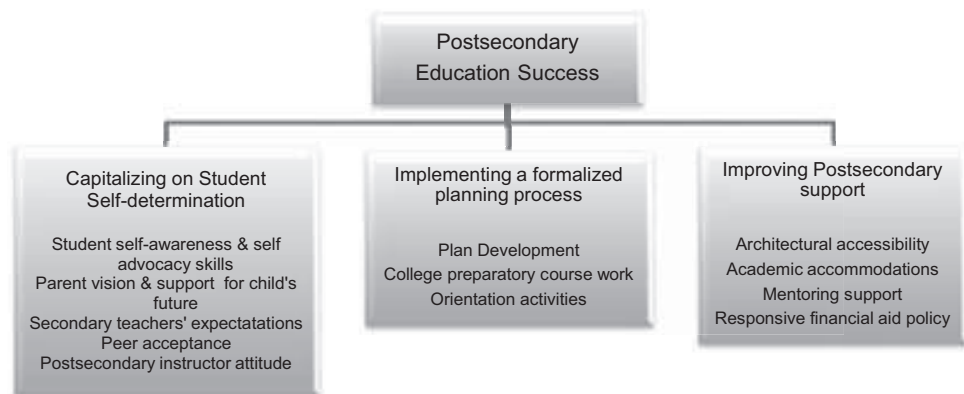 Postsecondary
Education Success
Capitalizing on Student
Self-determination
Student self-awareness & self
advocacy skills
Parent vision & support for child's
future
Secondary teachers' expectatations
Peer acceptance
Postsecondary instructor attitude
Implementing a formalized
planning process
Plan Development
College preparatory course work
Orientation activities
Improving Postsecondary
support
Architectural accessibility
Academic accommodations
Mentoring support
Responsive financial aid policy